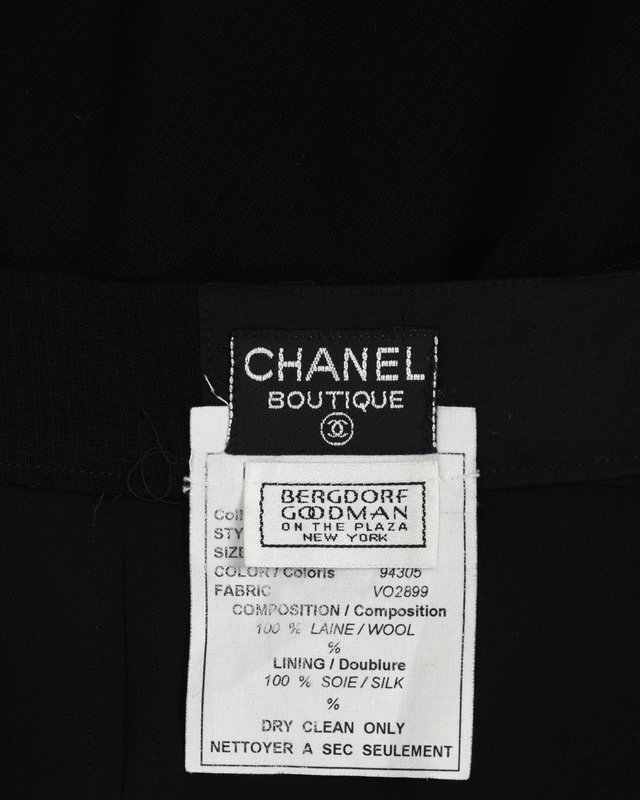 CHANEL
BOUTIQUE
BERGDORF
GOODMAN
ON THE PLAZA
NEW YORK
COLOR / Coloris 94305
FABRIC VO2899
COMPOSITION / Composition
100 % LAINE / WOOL
%
LINING / Doublure
100 % SOIE / SILK
%
DRY CLEAN ONLY
NETTOYER A SEC SEULEMENT